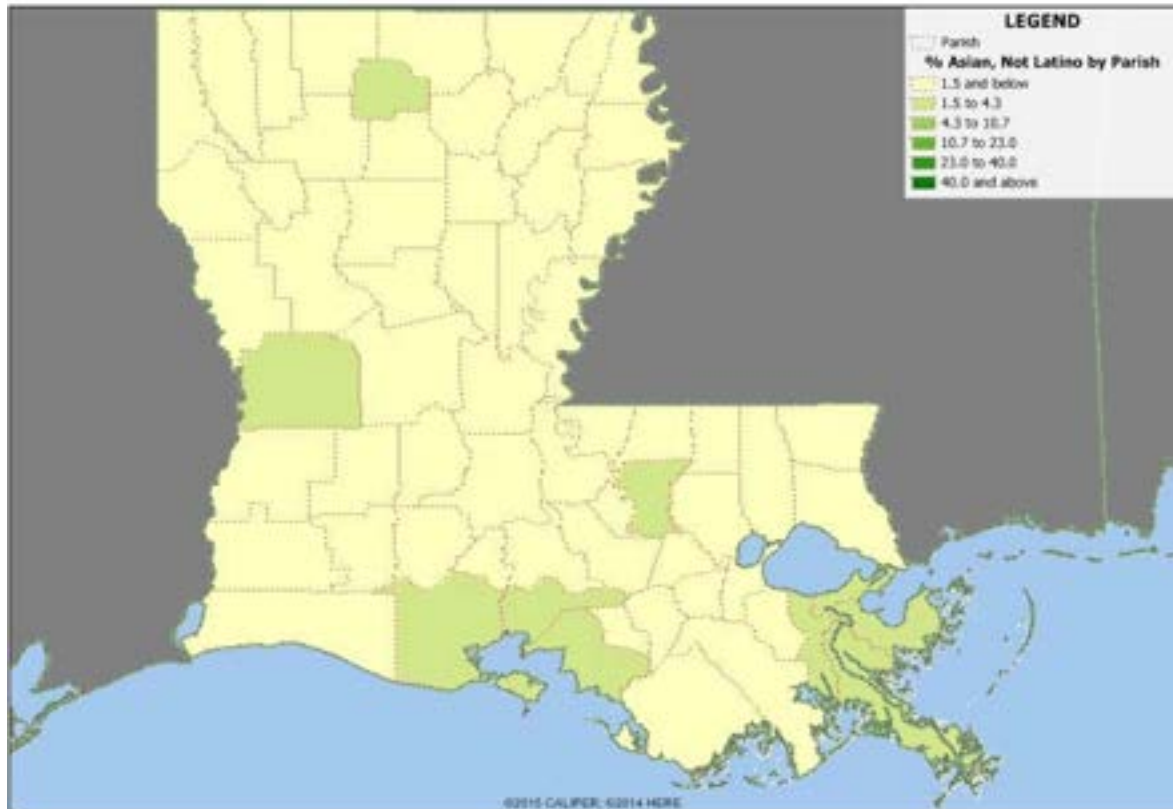 LEGEND
Parish
% Asian, Not Latino by Parish
1.5 and below
1.5 to 4.3
4.3 to 10.7
10.7 to 23.0
23.0 to 40.0
40.0 and above
©2015 CALIPER; ©2014 HERE